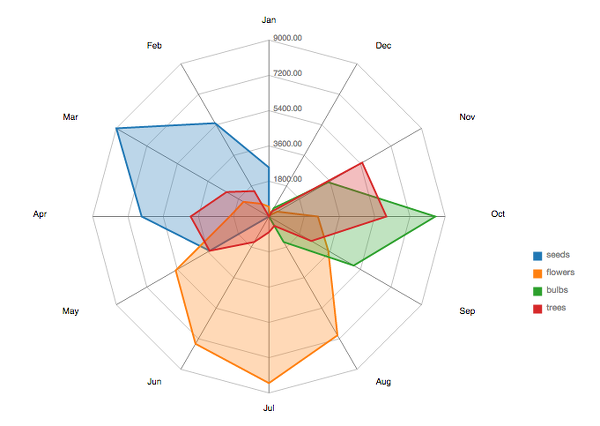 Jan
Feb
Dec
9000.00
7200.00
5400.00
3600.00
1800.00
Mar
Nov
Apr
Oct
May
Sep
Jun
Aug
Jul
seeds
flowers
bulbs
trees